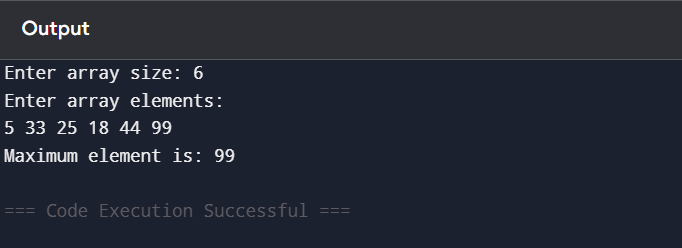 Output
Enter array size: 6
Enter array elements:
5 33 25 18 44 99
Maximum element is: 99
=== Code Execution Successful ===